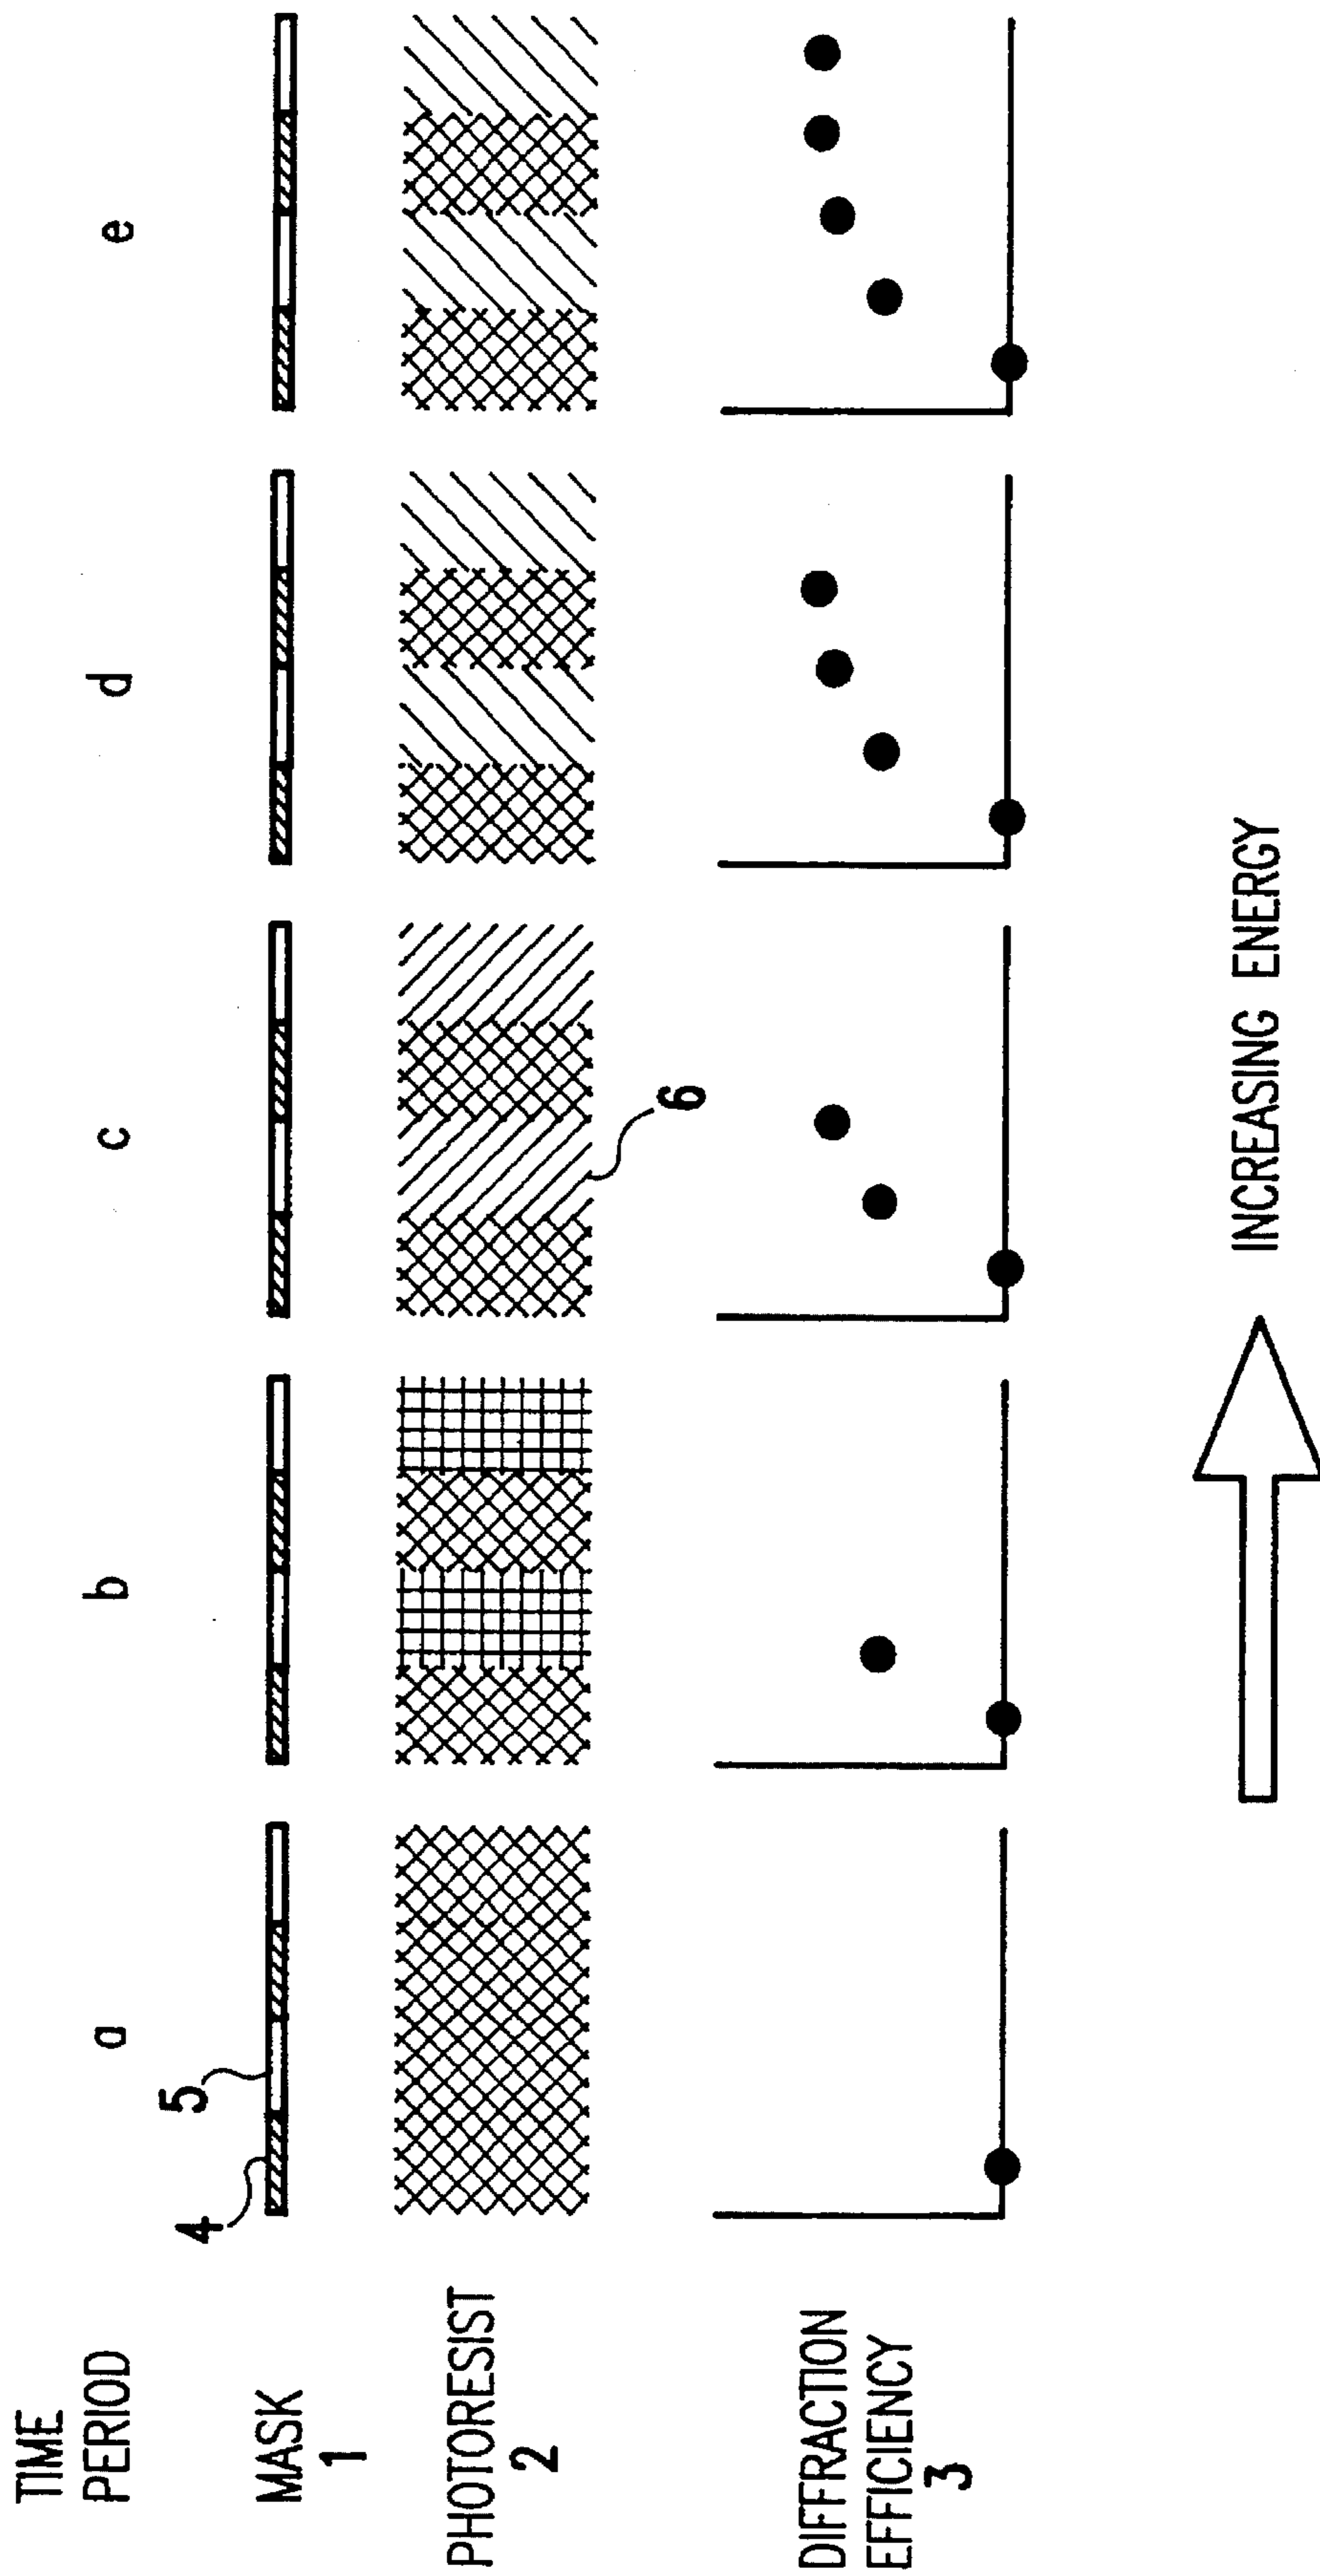 TIME
PERIOD
a
b
c
d
e
MASK
1
4
5
PHOTORESIST
2
6
DIFFRACTION
EFFICIENCY
3
INCREASING ENERGY